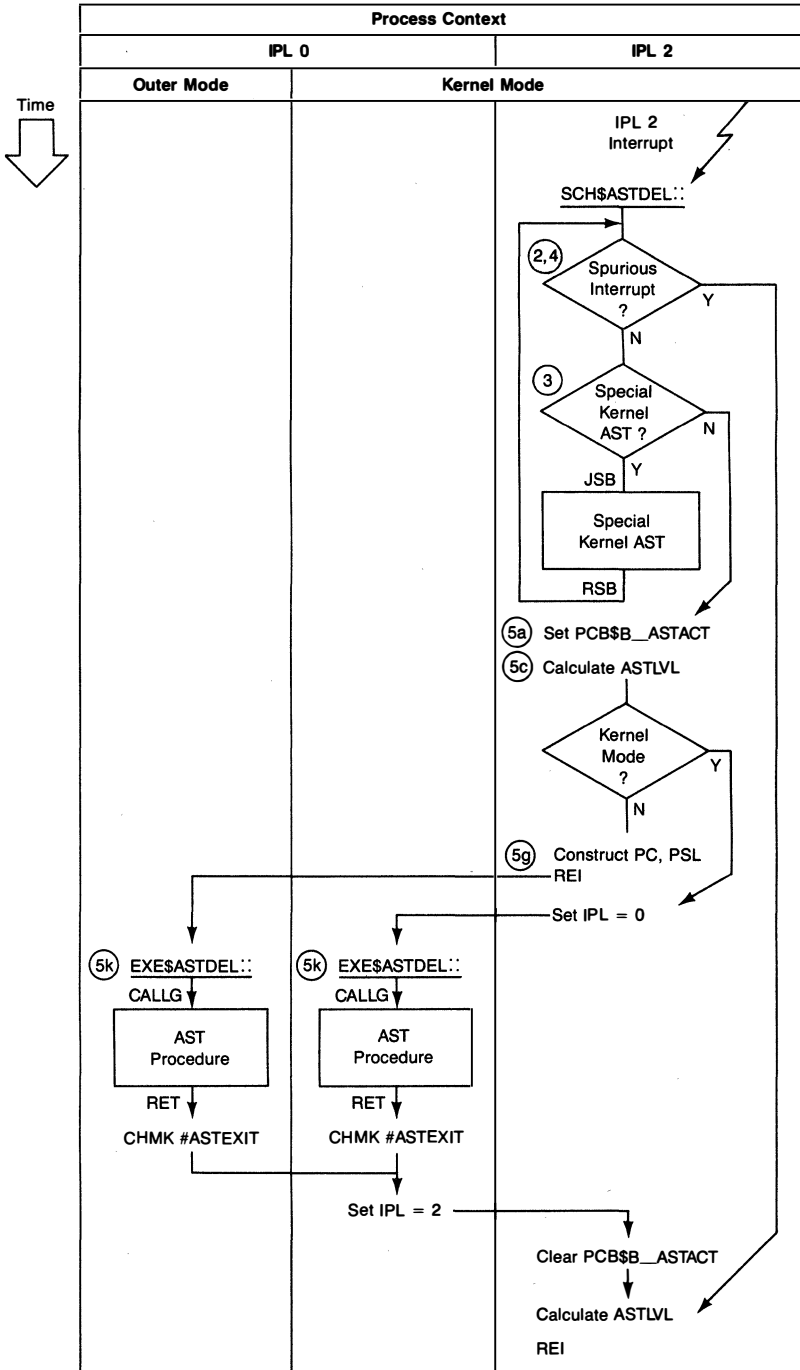 Process Context
IPL 0
IPL 2
Outer Mode
Kernel Mode
Time
IPL 2
Interrupt
SCH$ASTDEL::
2,4
Spurious
Interrupt
?
Y
N
3
Special
Kernel
AST ?
N
Y
JSB
Special
Kernel AST
RSB
5a Set PCB$B__ASTACT
5c Calculate ASTLVL
Kernel
Mode
?
Y
N
5g Construct PC, PSL
REI
Set IPL = 0
5k EXE$ASTDEL::
5k EXE$ASTDEL::
CALLG
CALLG
AST
Procedure
AST
Procedure
RET
RET
CHMK #ASTEXIT
CHMK #ASTEXIT
Set IPL = 2
Clear PCB$B__ASTACT
Calculate ASTLVL
REI